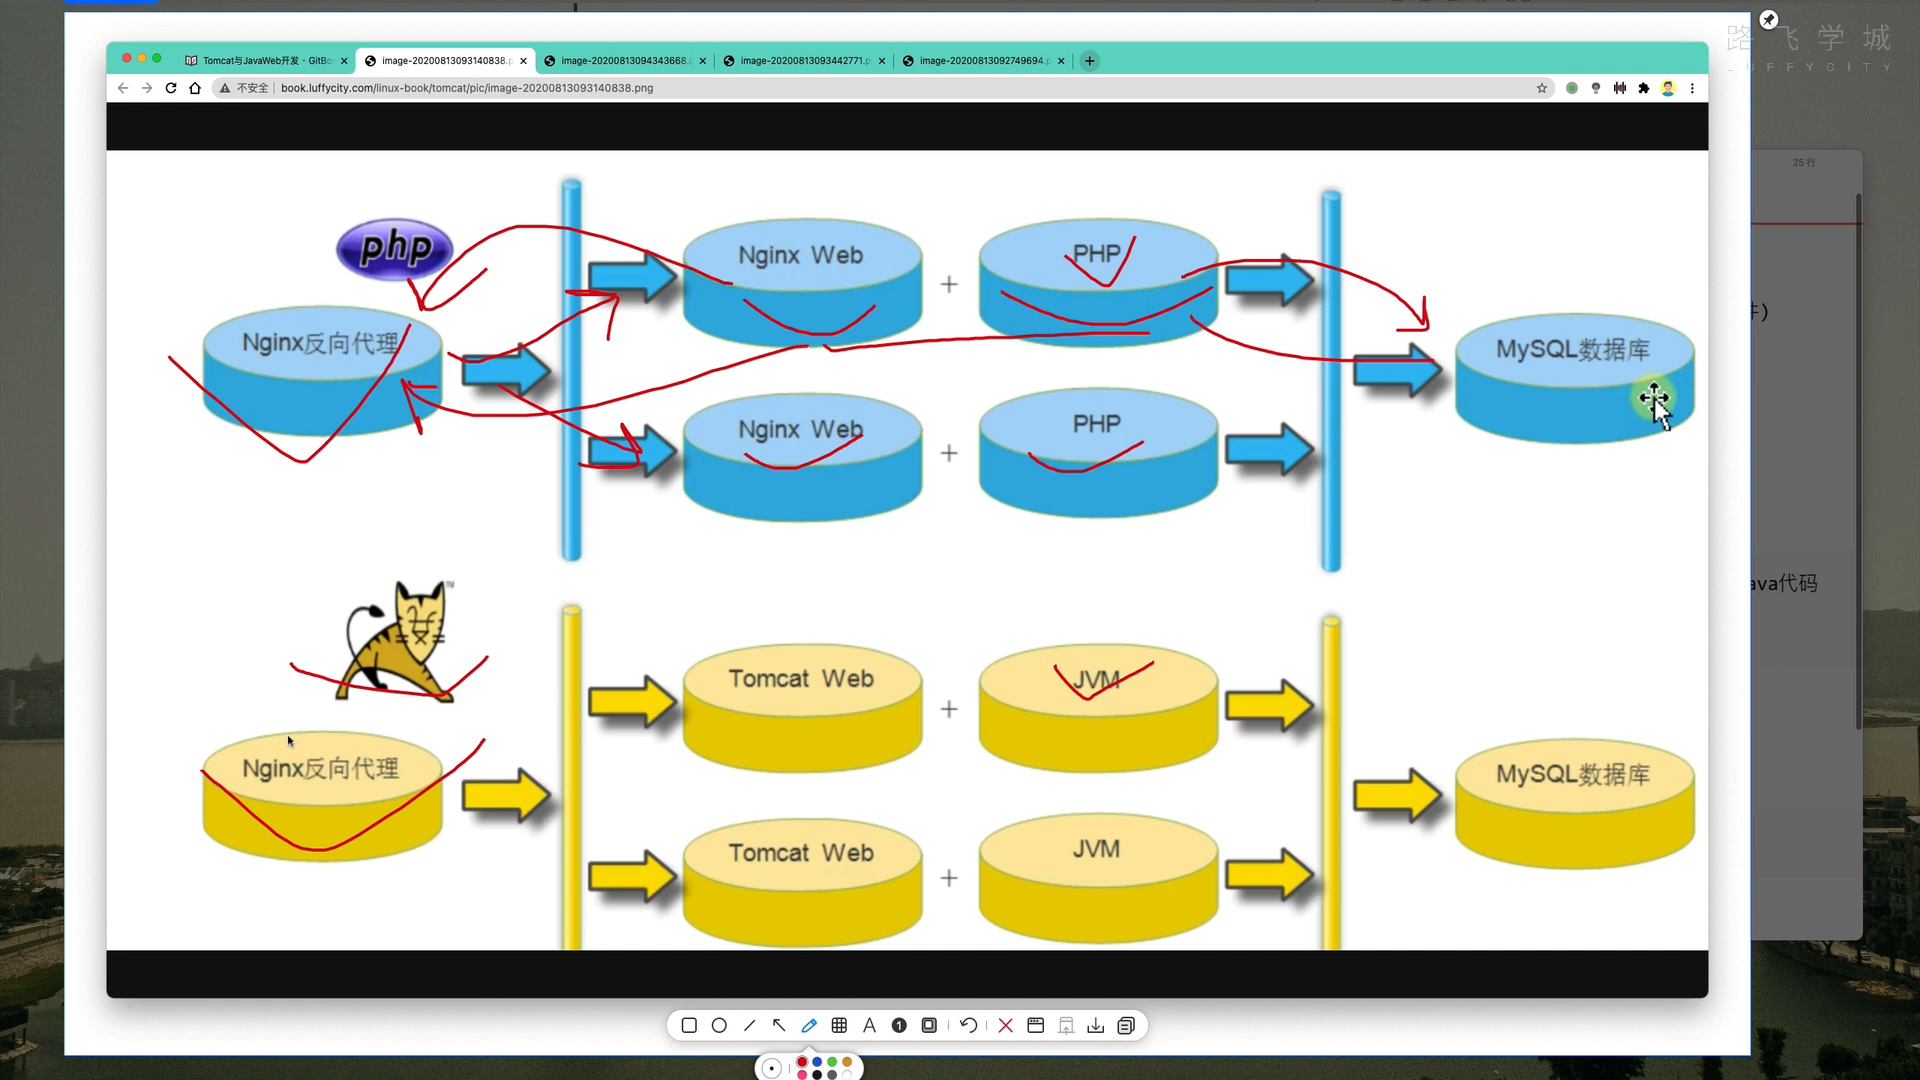 路飞学城
LUFFYCITY
Tomcat与JavaWeb开发 · GitBo
image-20200813093140838.p
image-20200813094343668.p
image-20200813093442771.p
image-20200813092749694.p
不安全 | book.luffycity.com/linux-book/tomcat/pic/image-20200813093140838.png
25 行
php
Nginx Web
+
PHP
Nginx反向代理
MySQL数据库
Nginx Web
+
PHP
件)
TM
ava代码
Tomcat Web
+
JVM
Nginx反向代理
MySQL数据库
Tomcat Web
+
JVM
A
1